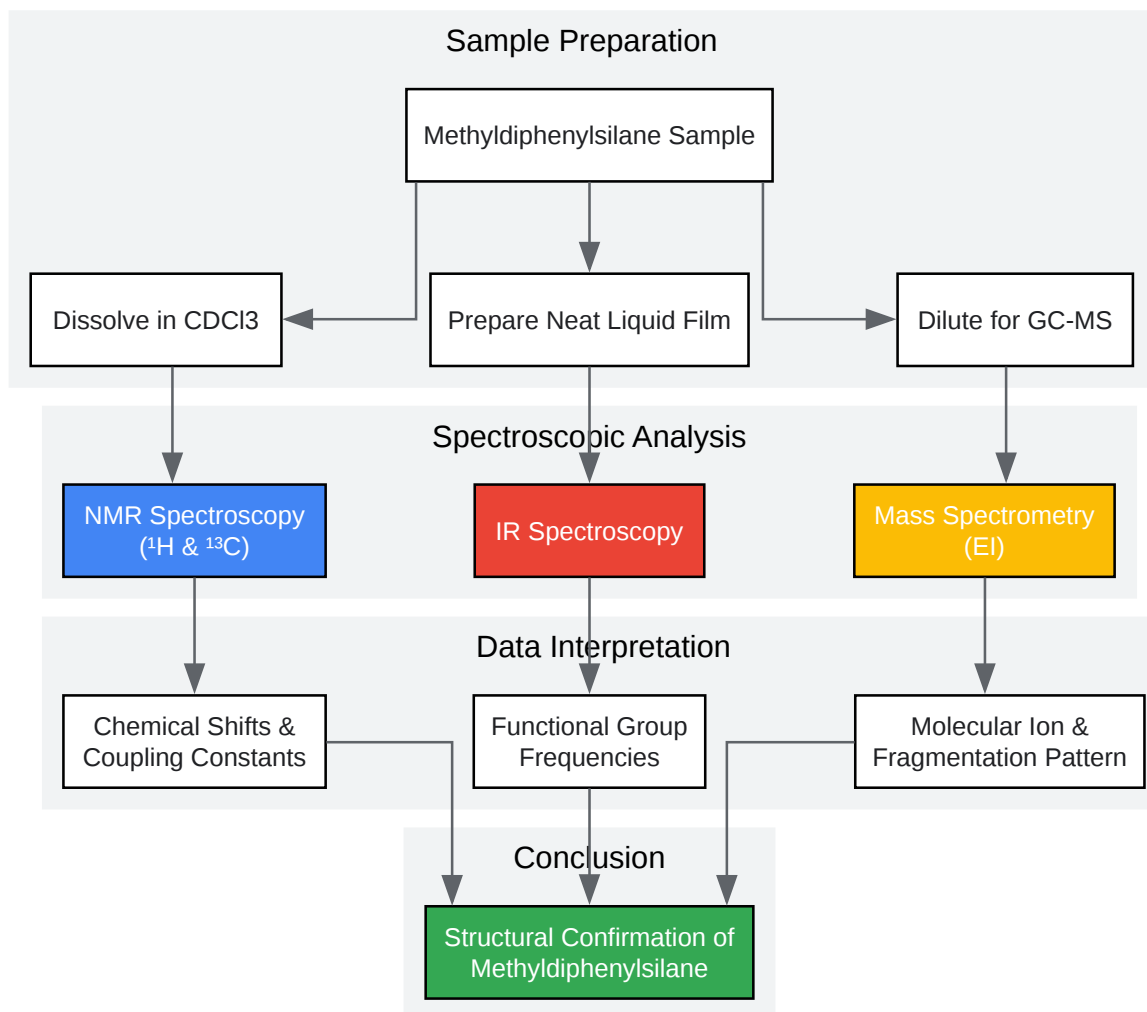 Sample Preparation
Methyldiphenylsilane Sample
Dissolve in CDCl3
Prepare Neat Liquid Film
Dilute for GC-MS
Spectroscopic Analysis
NMR Spectroscopy
(¹H & ¹³C)
IR Spectroscopy
Mass Spectrometry
(EI)
Data Interpretation
Chemical Shifts &
Coupling Constants
Functional Group
Frequencies
Molecular Ion &
Fragmentation Pattern
Conclusion
Structural Confirmation of
Methyldiphenylsilane